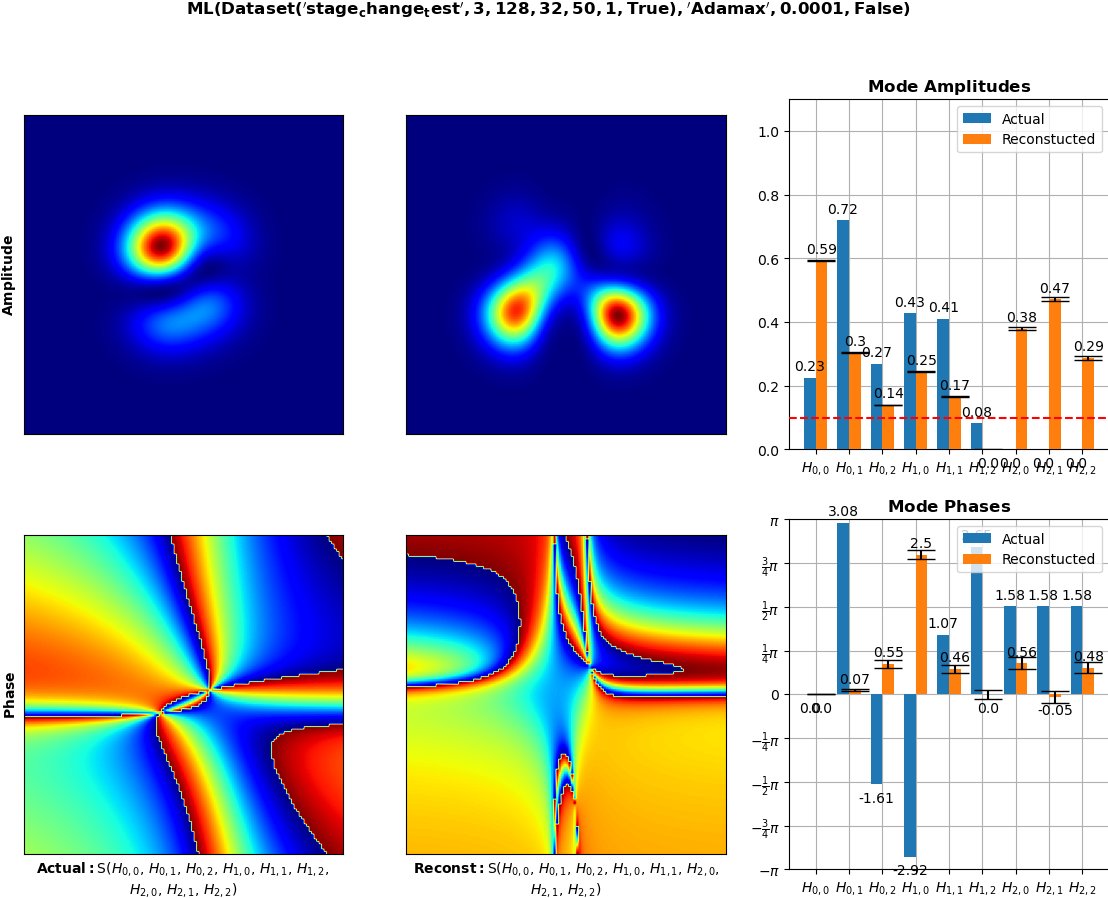 ML(Dataset('stage_change_test', 3, 128, 32, 50, 1, True), 'Adamax', 0.0001, False)
Amplitude
Mode Amplitudes
Actual
Reconstucted
1.0
0.8
0.6
0.4
0.2
0.0
0.23
0.59
0.72
0.3
0.27
0.14
0.43
0.25
0.41
0.17
0.08
0.0
0.0
0.38
0.0
0.47
0.0
0.29
H0,0 H0,1 H0,2 H1,0 H1,1 H1,2 H2,0 H2,1 H2,2
Phase
Mode Phases
Actual
Reconstucted
π
3/4π
1/2π
1/4π
0
−1/4π
−1/2π
−3/4π
−π
0.0
0.0
3.08
0.07
-1.61
0.55
-2.92
2.5
1.07
0.46
0.0
1.58
0.56
1.58
-0.05
1.58
0.48
H0,0 H0,1 H0,2 H1,0 H1,1 H1,2 H2,0 H2,1 H2,2
Actual: S(H0,0, H0,1, H0,2, H1,0, H1,1, H1,2,
H2,0, H2,1, H2,2)
Reconst: S(H0,0, H0,1, H0,2, H1,0, H1,1, H2,0,
H2,1, H2,2)